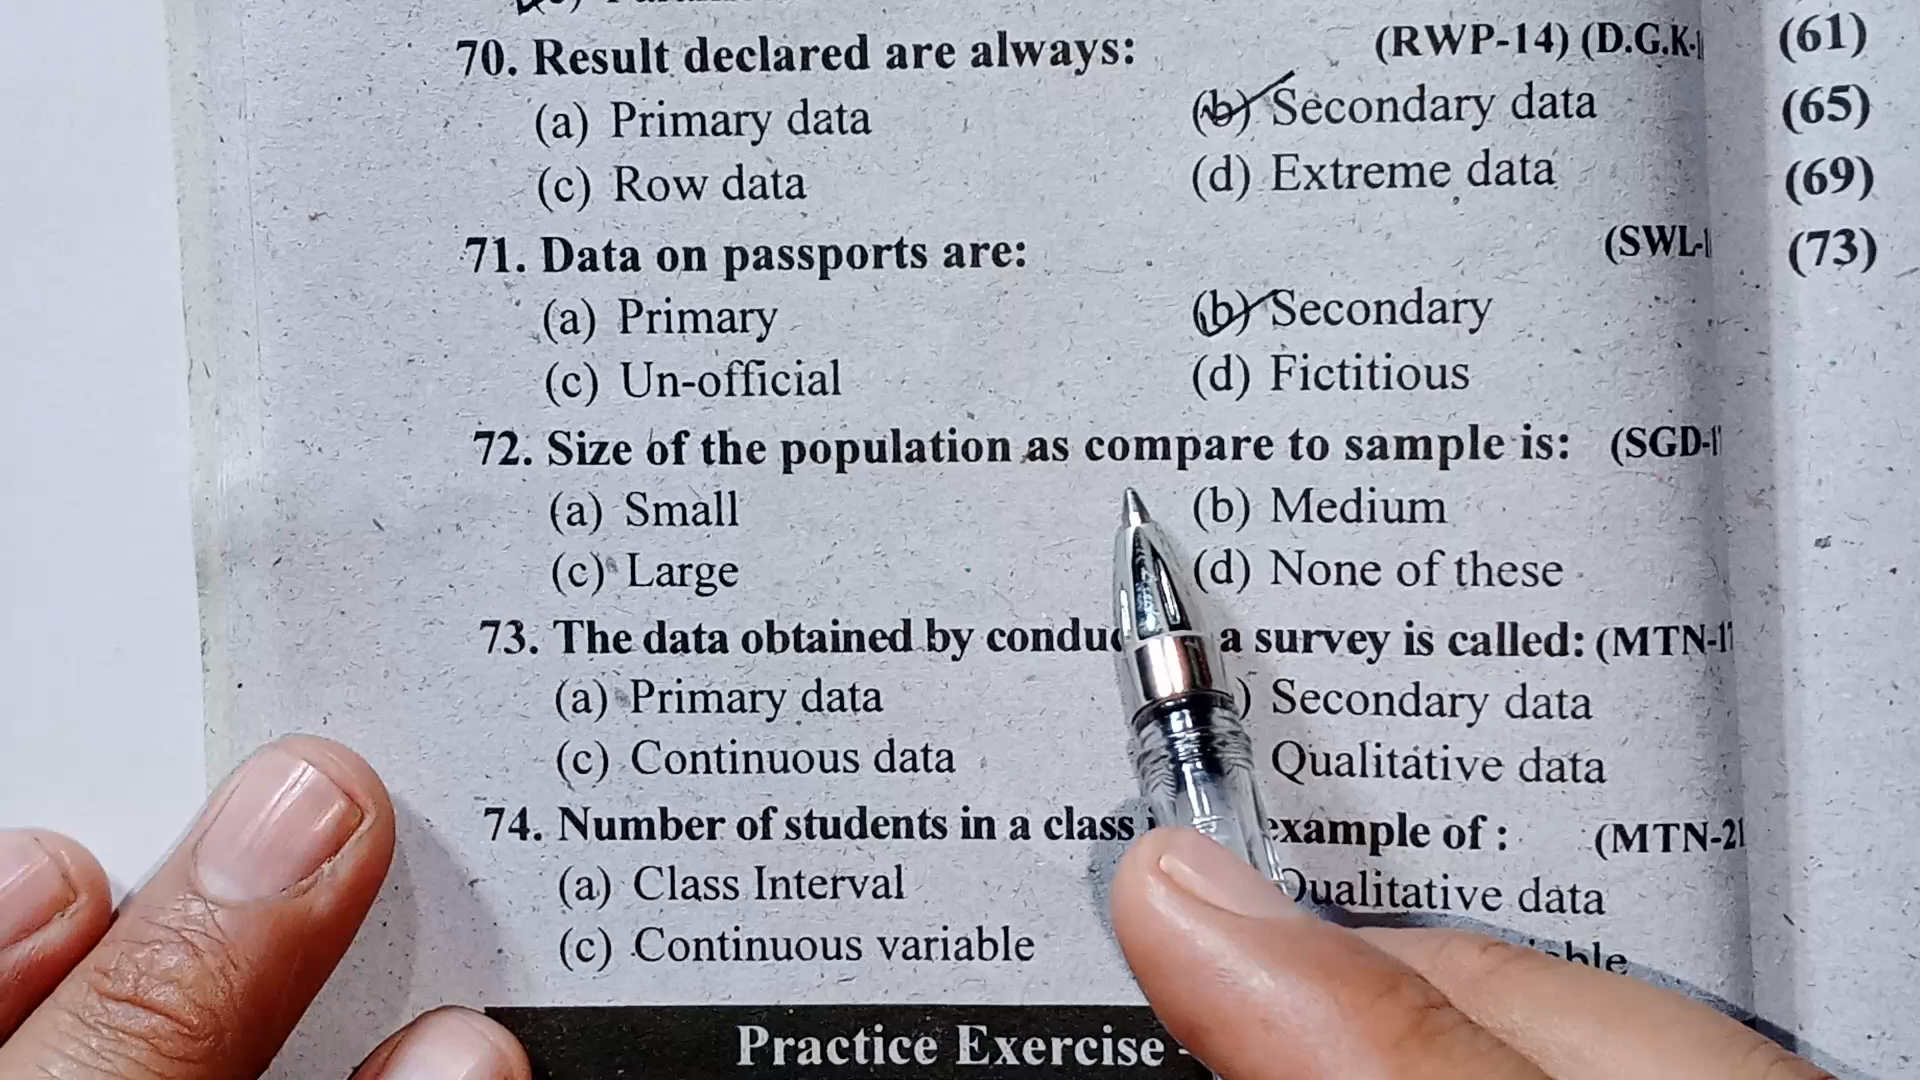 70. Result declared are always: (RWP-14) (D.G.K- (61)
(a) Primary data (b) Secondary data (65)
(c) Row data (d) Extreme data (69)
71. Data on passports are: (SWL- (73)
(a) Primary (b) Secondary
(c) Un-official (d) Fictitious
72. Size of the population as compare to sample is: (SGD-1
(a) Small (b) Medium
(c) Large (d) None of these
73. The data obtained by a survey is called: (MTN-1
(a) Primary data Secondary data
(c) Continuous data Qualitative data
74. Number of students in a class example of : (MTN-21
(a) Class Interval Qualitative data
(c) Continuous variable
Practice Exercise -